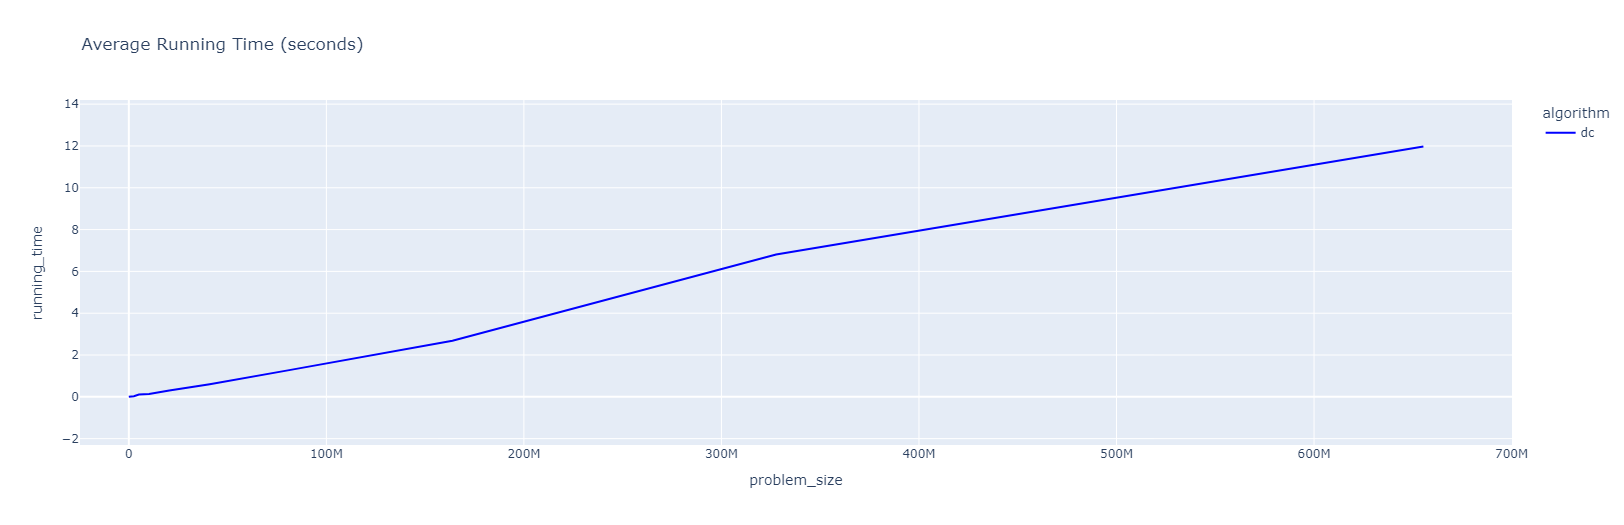 Average Running Time (seconds)
14
12
10
8
6
4
2
0
−2
running_time
0
100M
200M
300M
400M
500M
600M
700M
problem_size
algorithm
dc